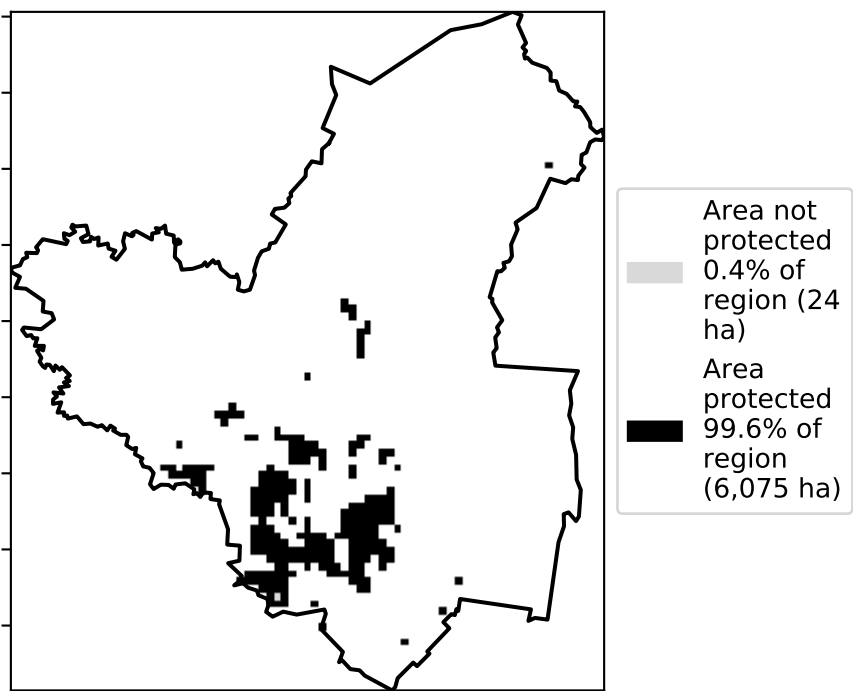 Area not
protected
0.4% of
region (24
ha)
Area
protected
99.6% of
region
(6,075 ha)